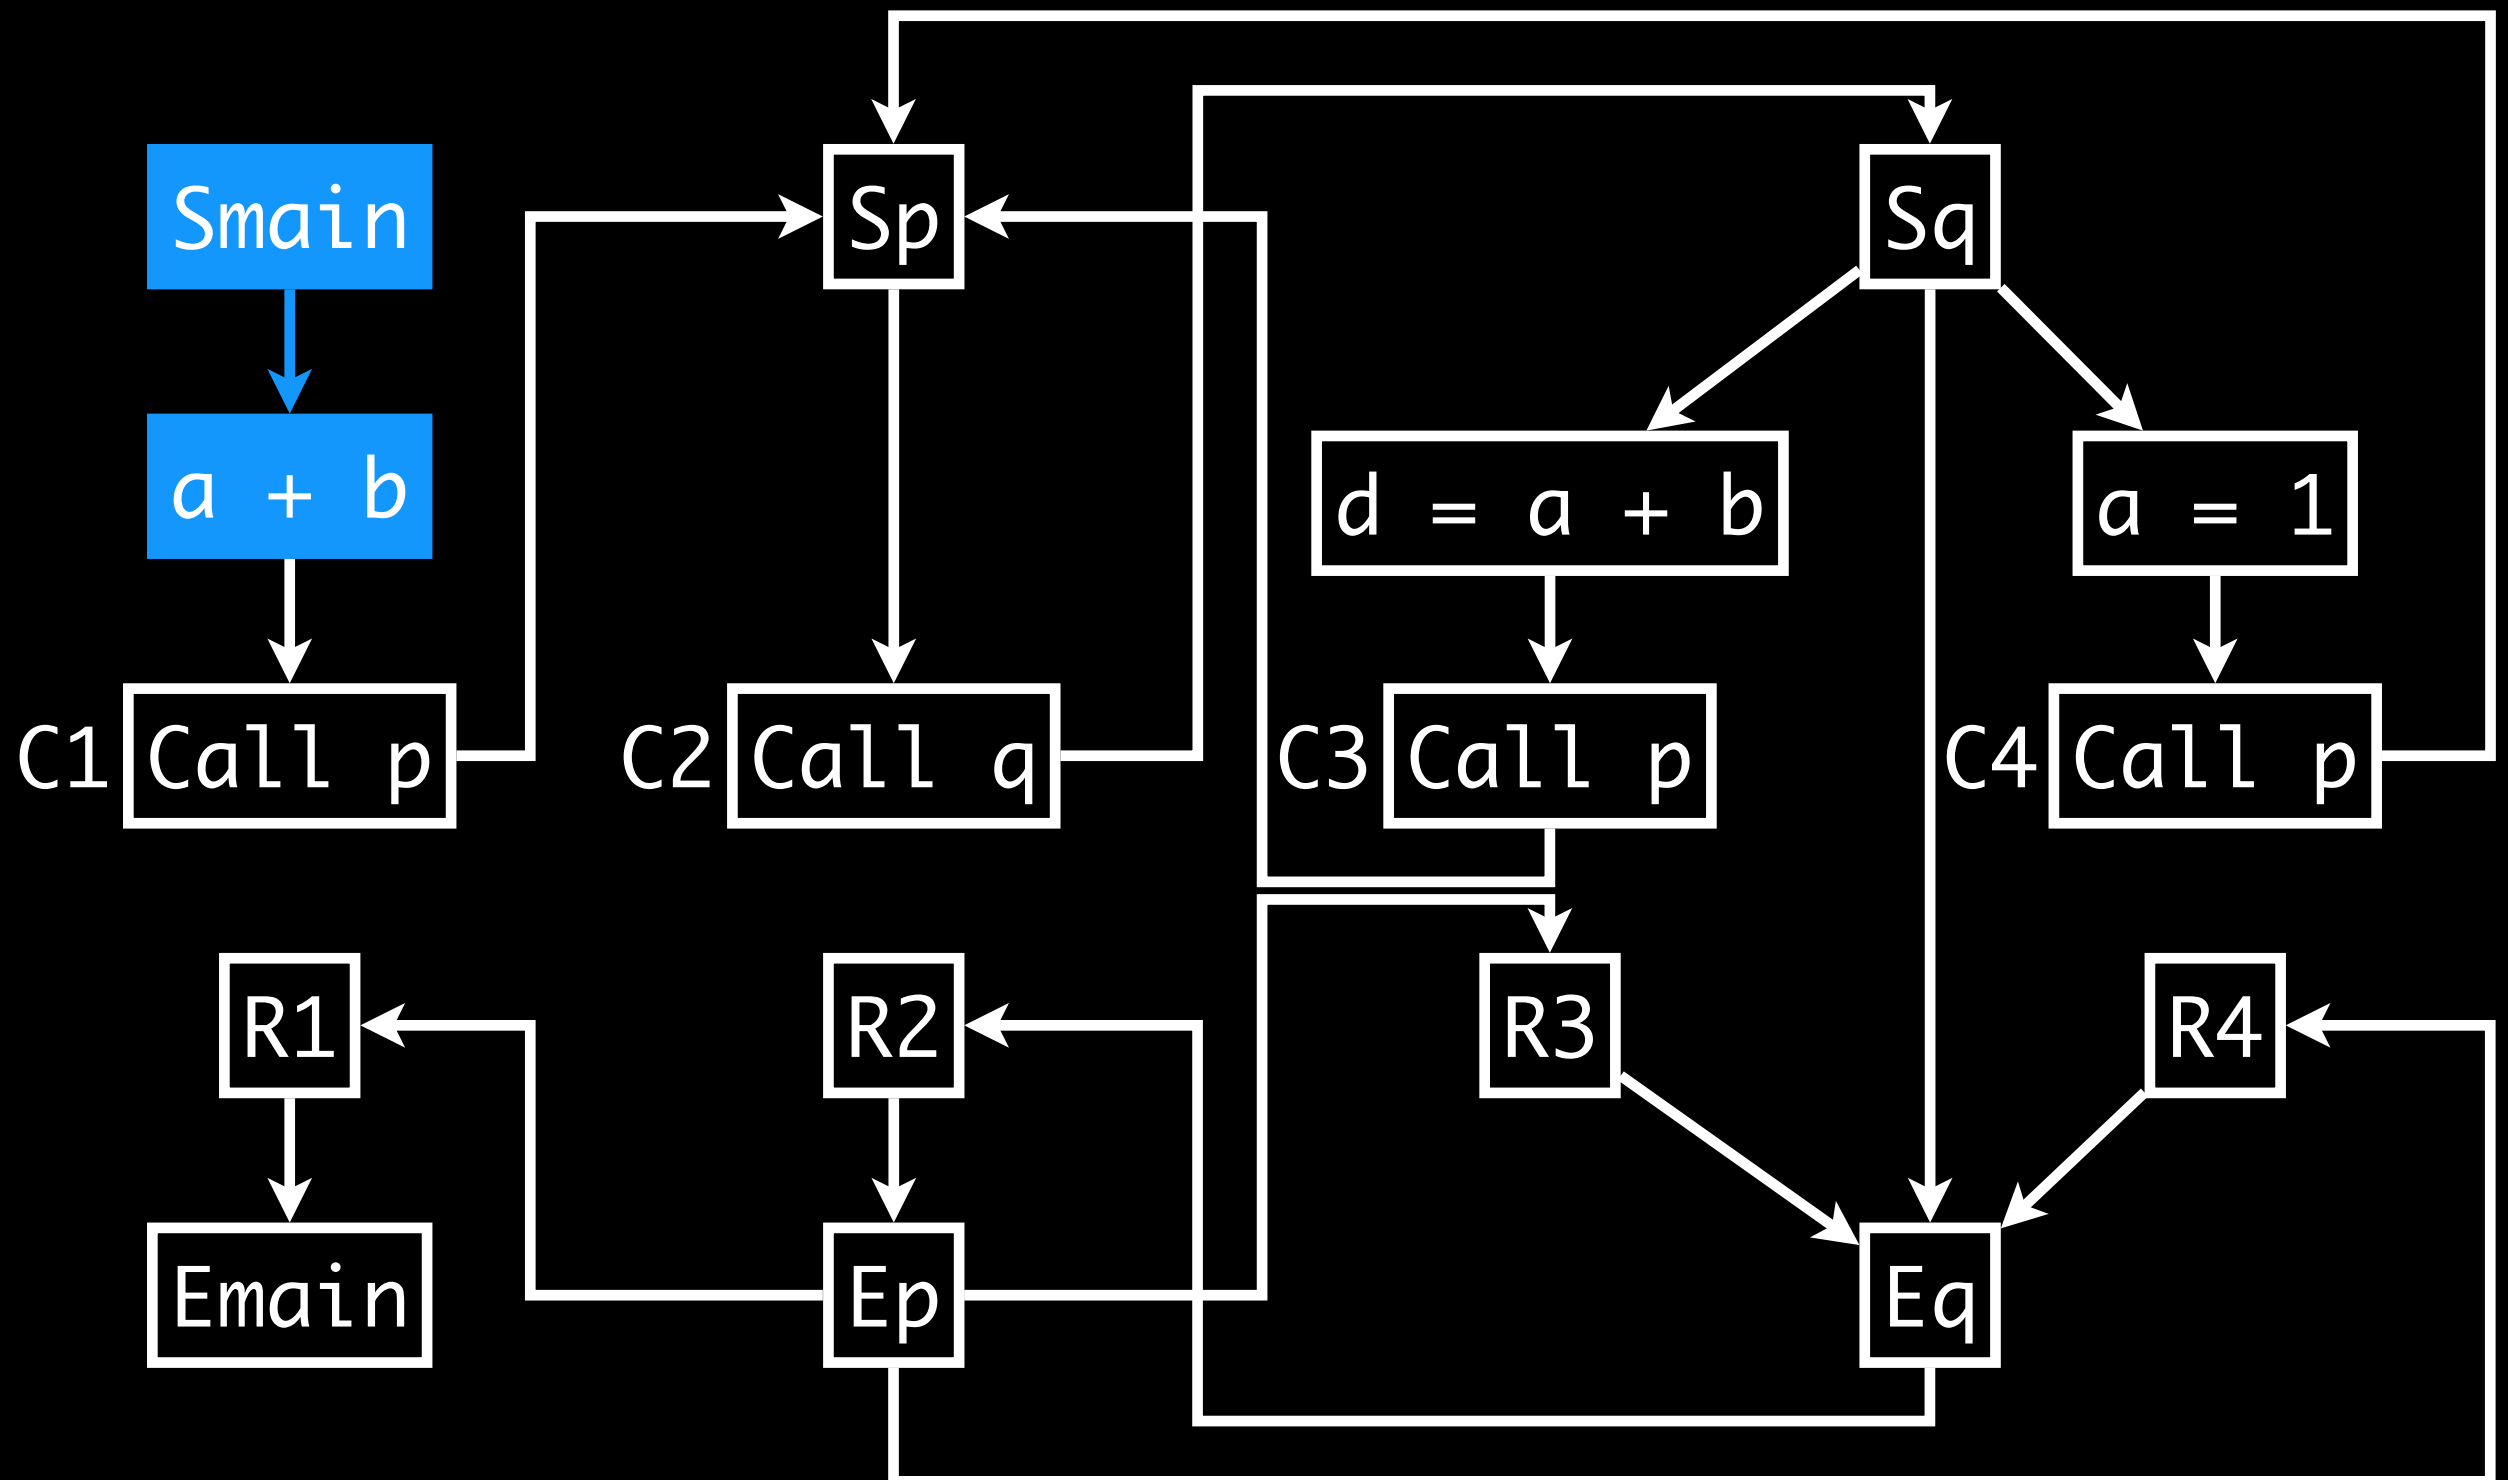 Smain
Sp
Sq
a + b
d = a + b
a = 1
C1 Call p
C2 Call q
C3 Call p
C4 Call p
R1
R2
R3
R4
Emain
Ep
Eq